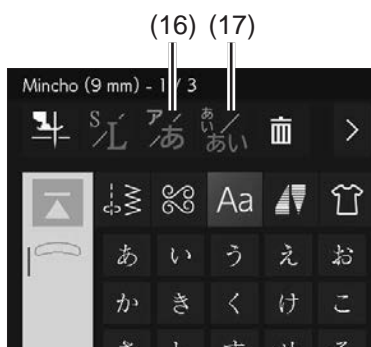 (16) (17)
Mincho (9 mm) - 1 / 3
S/L ア/あ あい/あい >
Aa
あ い う え お
か き く け こ